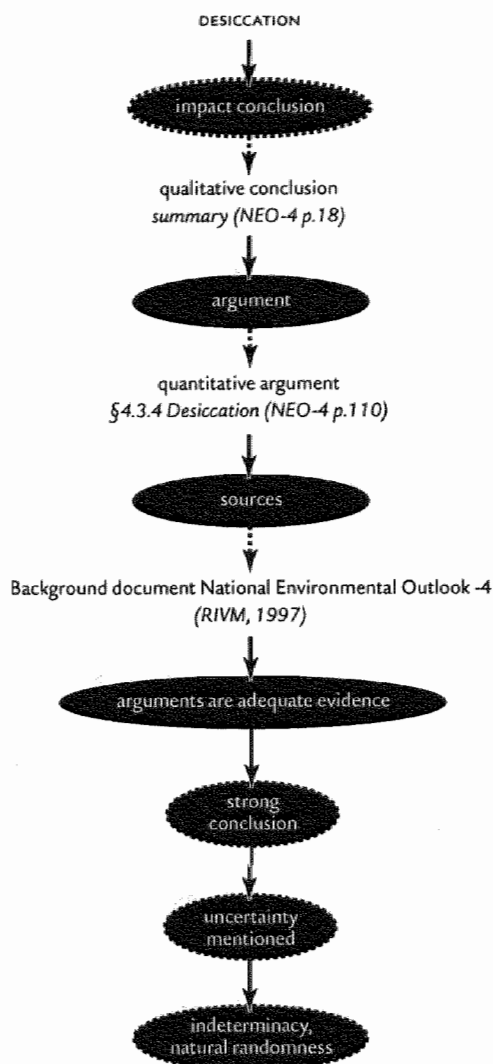 DESICCATION
impact conclusion
qualitative conclusion
summary (NEO-4 p.18)
argument
quantitative argument
§4.3.4 Desiccation (NEO-4 p.110)
sources
Background document National Environmental Outlook -4
(RIVM, 1997)
arguments are adequate evidence
strong
conclusion
uncertainty
mentioned
indeterminacy,
natural randomness